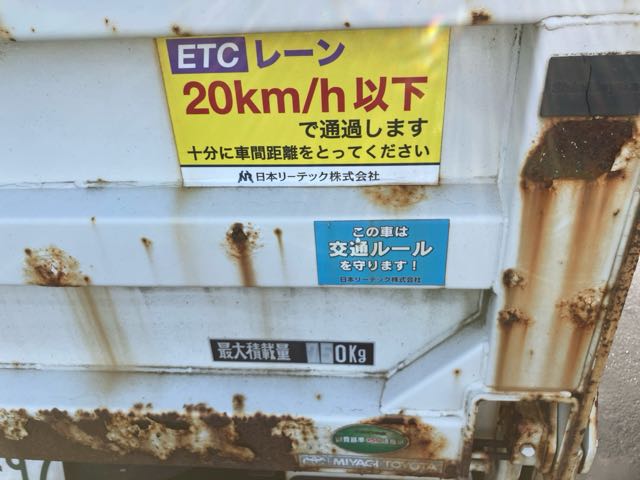 ETC レーン
20km/h以下
で通過します
十分に車間距離をとってください
日本リーテック株式会社
この車は
交通ルール
を守ります！
日本リーテック株式会社
最大積載量 750Kg
MIYAGI TOYOTA